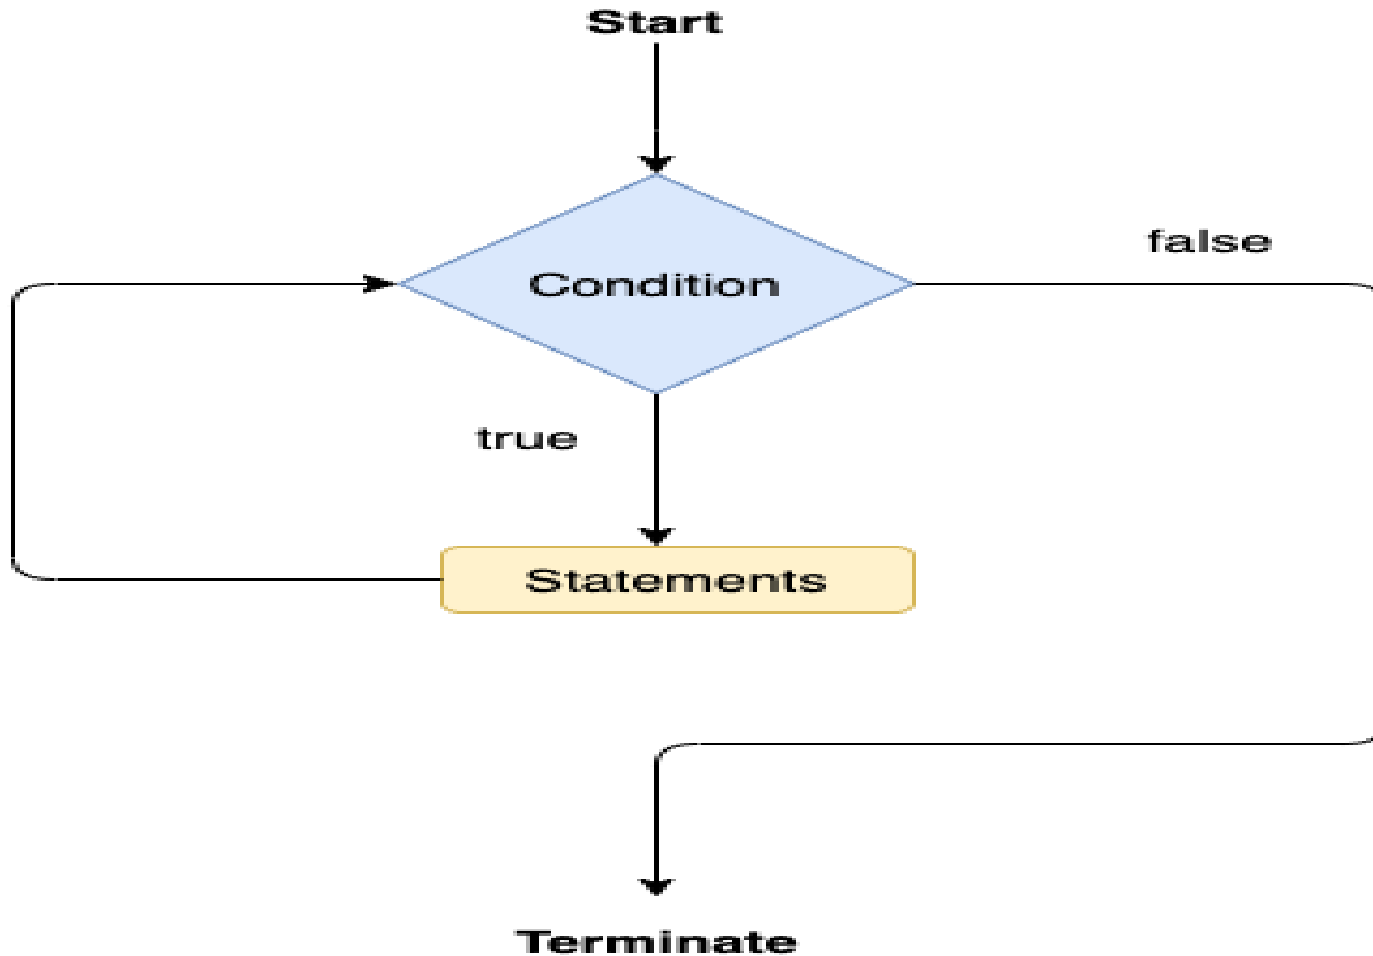 Start
false
Condition
true
Statements
Terminate